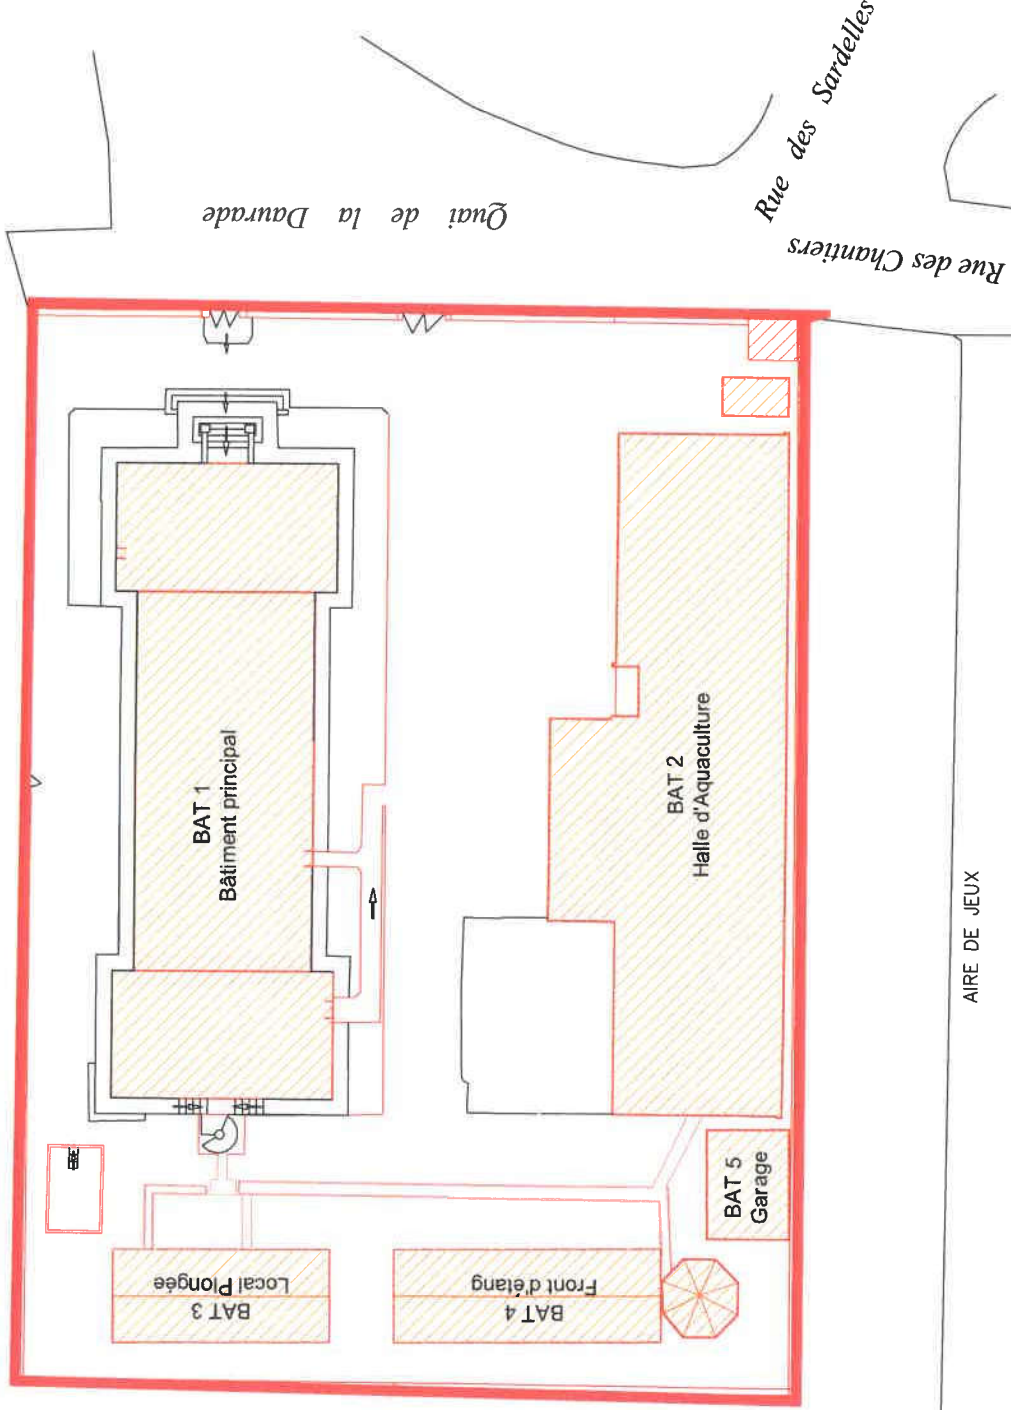 Rue des Sardelles
Quai de la Daurade
Rue des Chantiers
BAT 1
Bâtiment principal
BAT 2
Halle d'Aquaculture
AIRE DE JEUX
BAT 5
Garage
BAT 3
Local Plongée
BAT 4
Front d'étang